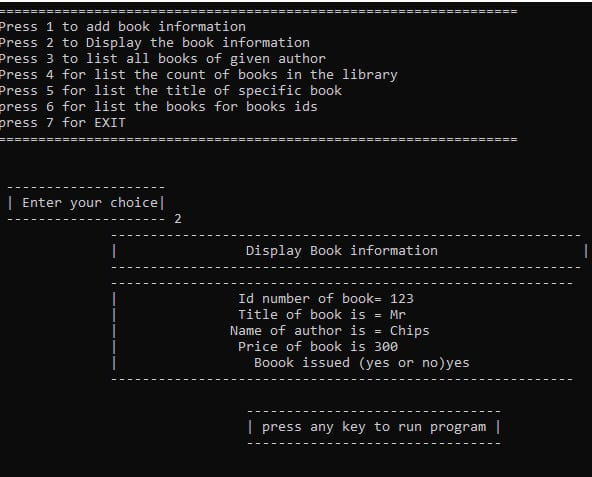 =================================================================
Press 1 to add book information
Press 2 to Display the book information
Press 3 to list all books of given author
Press 4 for list the count of books in the library
Press 5 for list the title of specific book
press 6 for list the books for books ids
press 7 for EXIT
=================================================================
--------------------
| Enter your choice|
-------------------- 2
-----------------------------------------------------------
| Display Book information |
-----------------------------------------------------------
----------------------------------------------------------
| Id number of book= 123
| Title of book is = Mr
| Name of author is = Chips
| Price of book is 300
| Boook issued (yes or no)yes
----------------------------------------------------------
--------------------------------
| press any key to run program |
--------------------------------